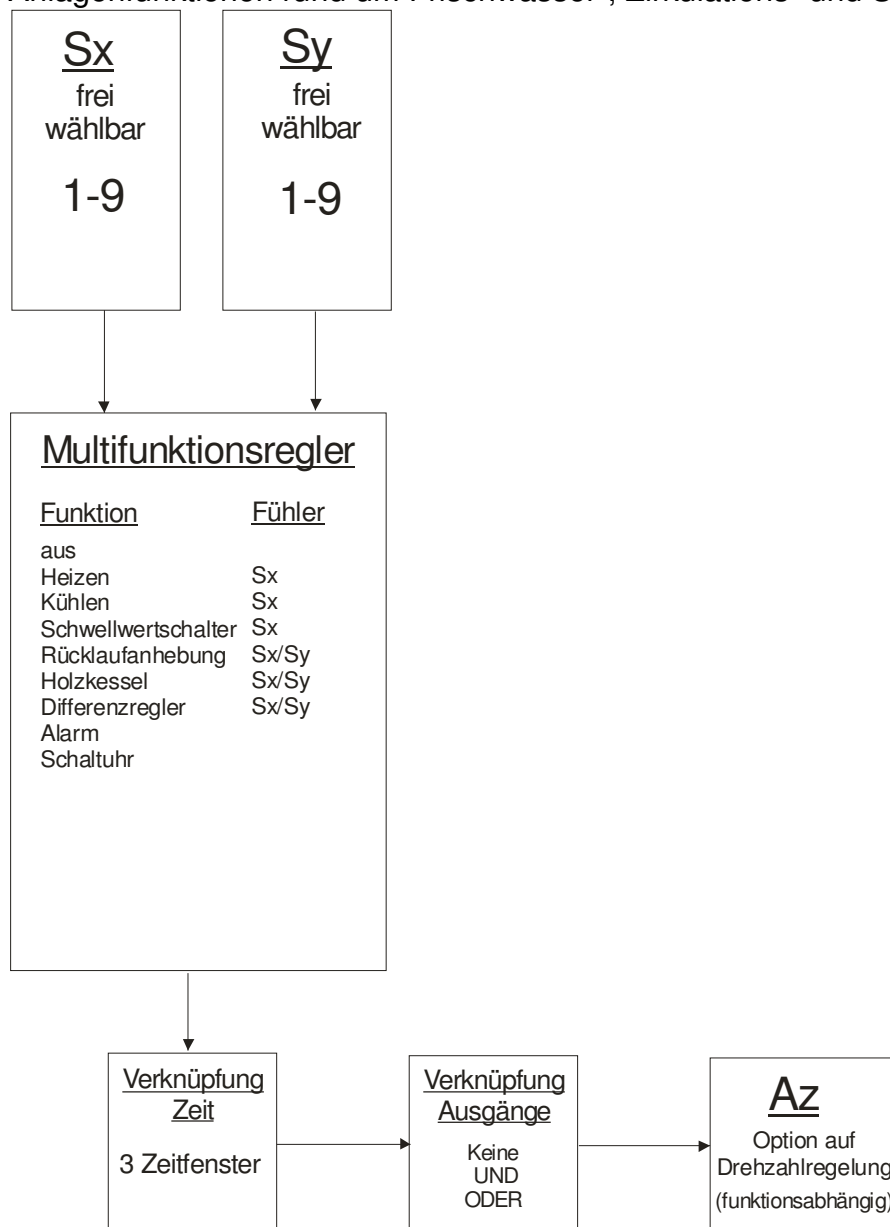 Sx
frei
wählbar
1-9
Sy
frei
wählbar
1-9
Multifunktionsregler
Funktion Fühler
aus
Heizen Sx
Kühlen Sx
Schwellwertschalter Sx
Rücklaufanhebung Sx/Sy
Holzkessel Sx/Sy
Differenzregler Sx/Sy
Alarm
Schaltuhr
Verknüpfung
Zeit
3 Zeitfenster
Verknüpfung
Ausgänge
Keine
UND
ODER
Az
Option auf
Drehzahlregelung
(funktionsabhängig)